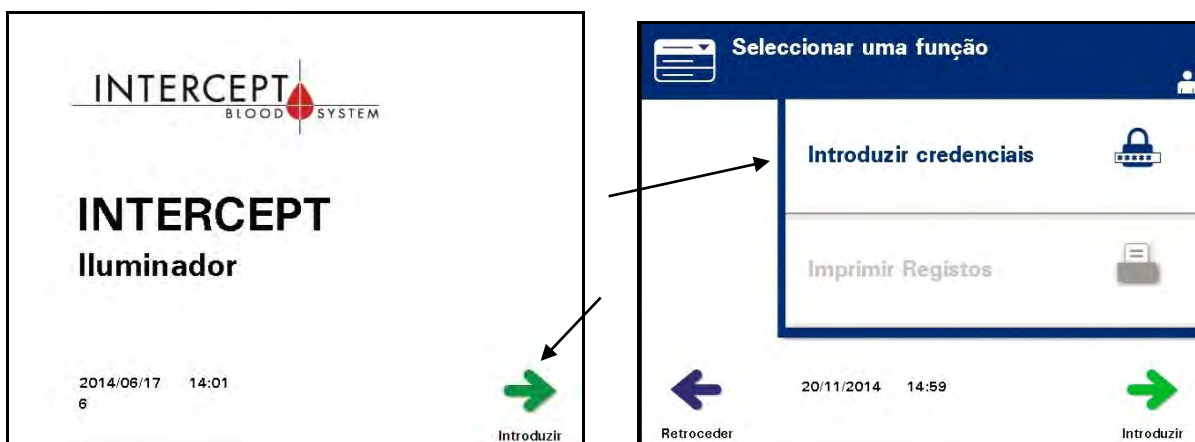 INTERCEPT
BLOOD SYSTEM
INTERCEPT
Iluminador
2014/06/17 14:01
6
Introduzir
Seleccionar uma função
Introduzir credenciais
*****
Imprimir Registos
20/11/2014 14:59
Retroceder
Introduzir